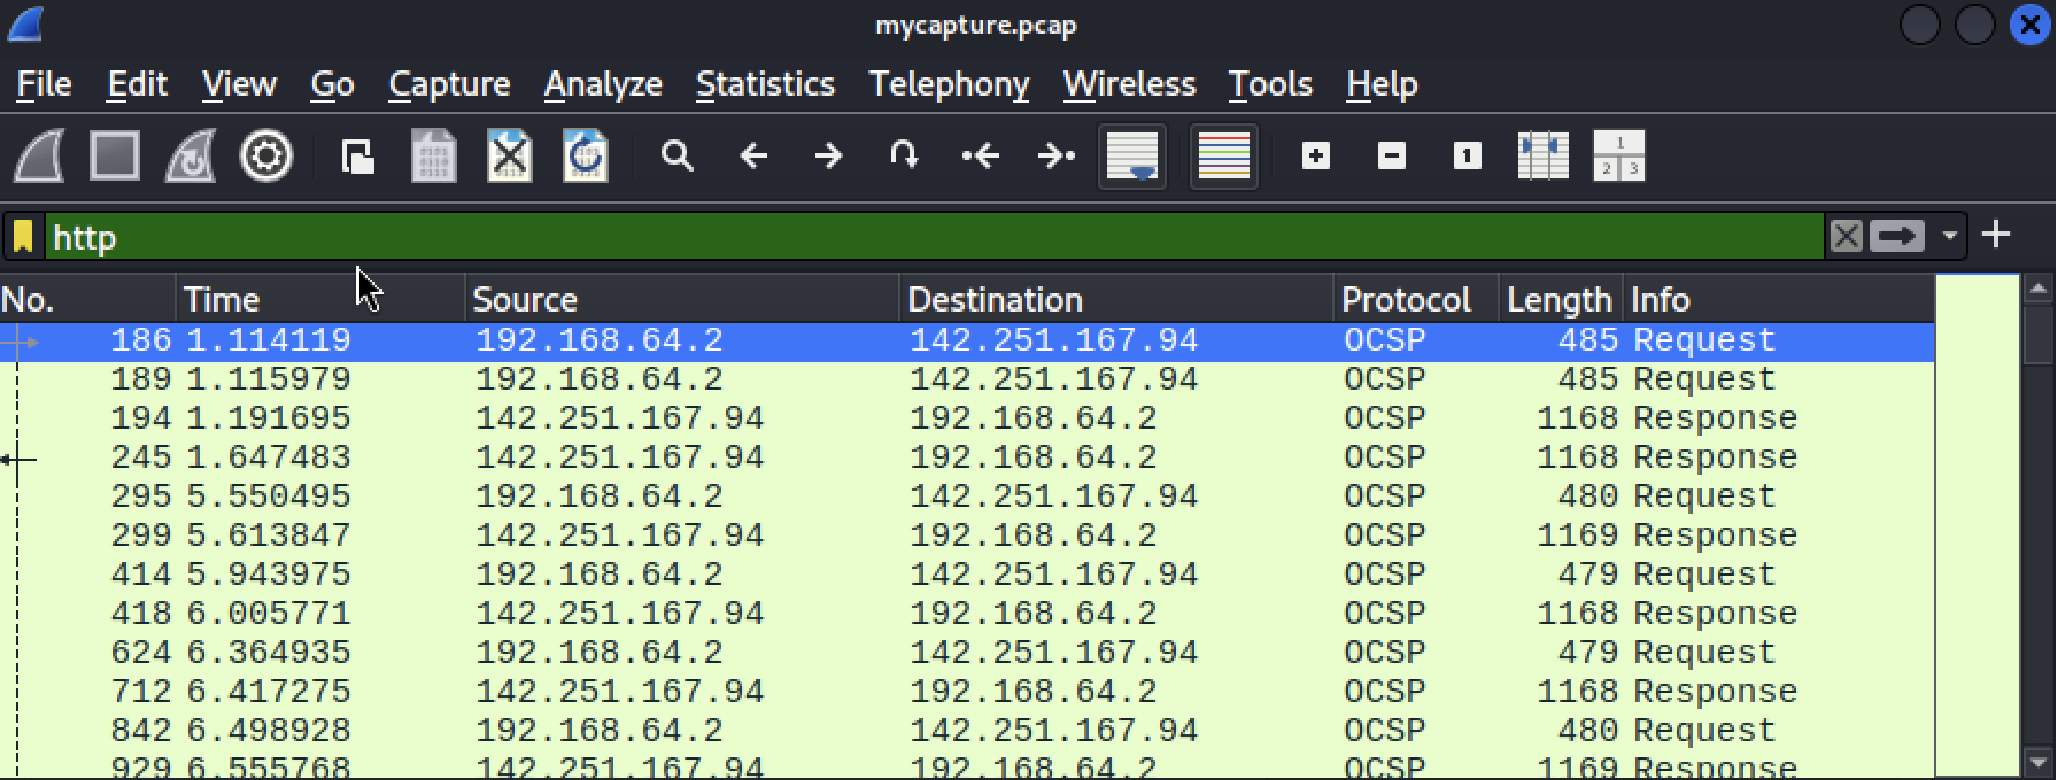 mycapture.pcap
File Edit View Go Capture Analyze Statistics Telephony Wireless Tools Help
http
No. Time Source Destination Protocol Length Info
186 1.114119 192.168.64.2 142.251.167.94 OCSP 485 Request
189 1.115979 192.168.64.2 142.251.167.94 OCSP 485 Request
194 1.191695 142.251.167.94 192.168.64.2 OCSP 1168 Response
245 1.647483 142.251.167.94 192.168.64.2 OCSP 1168 Response
295 5.550495 192.168.64.2 142.251.167.94 OCSP 480 Request
299 5.613847 142.251.167.94 192.168.64.2 OCSP 1169 Response
414 5.943975 192.168.64.2 142.251.167.94 OCSP 479 Request
418 6.005771 142.251.167.94 192.168.64.2 OCSP 1168 Response
624 6.364935 192.168.64.2 142.251.167.94 OCSP 479 Request
712 6.417275 142.251.167.94 192.168.64.2 OCSP 1168 Response
842 6.498928 192.168.64.2 142.251.167.94 OCSP 480 Request
929 6.555768 142.251.167.94 192.168.64.2 OCSP 1169 Response